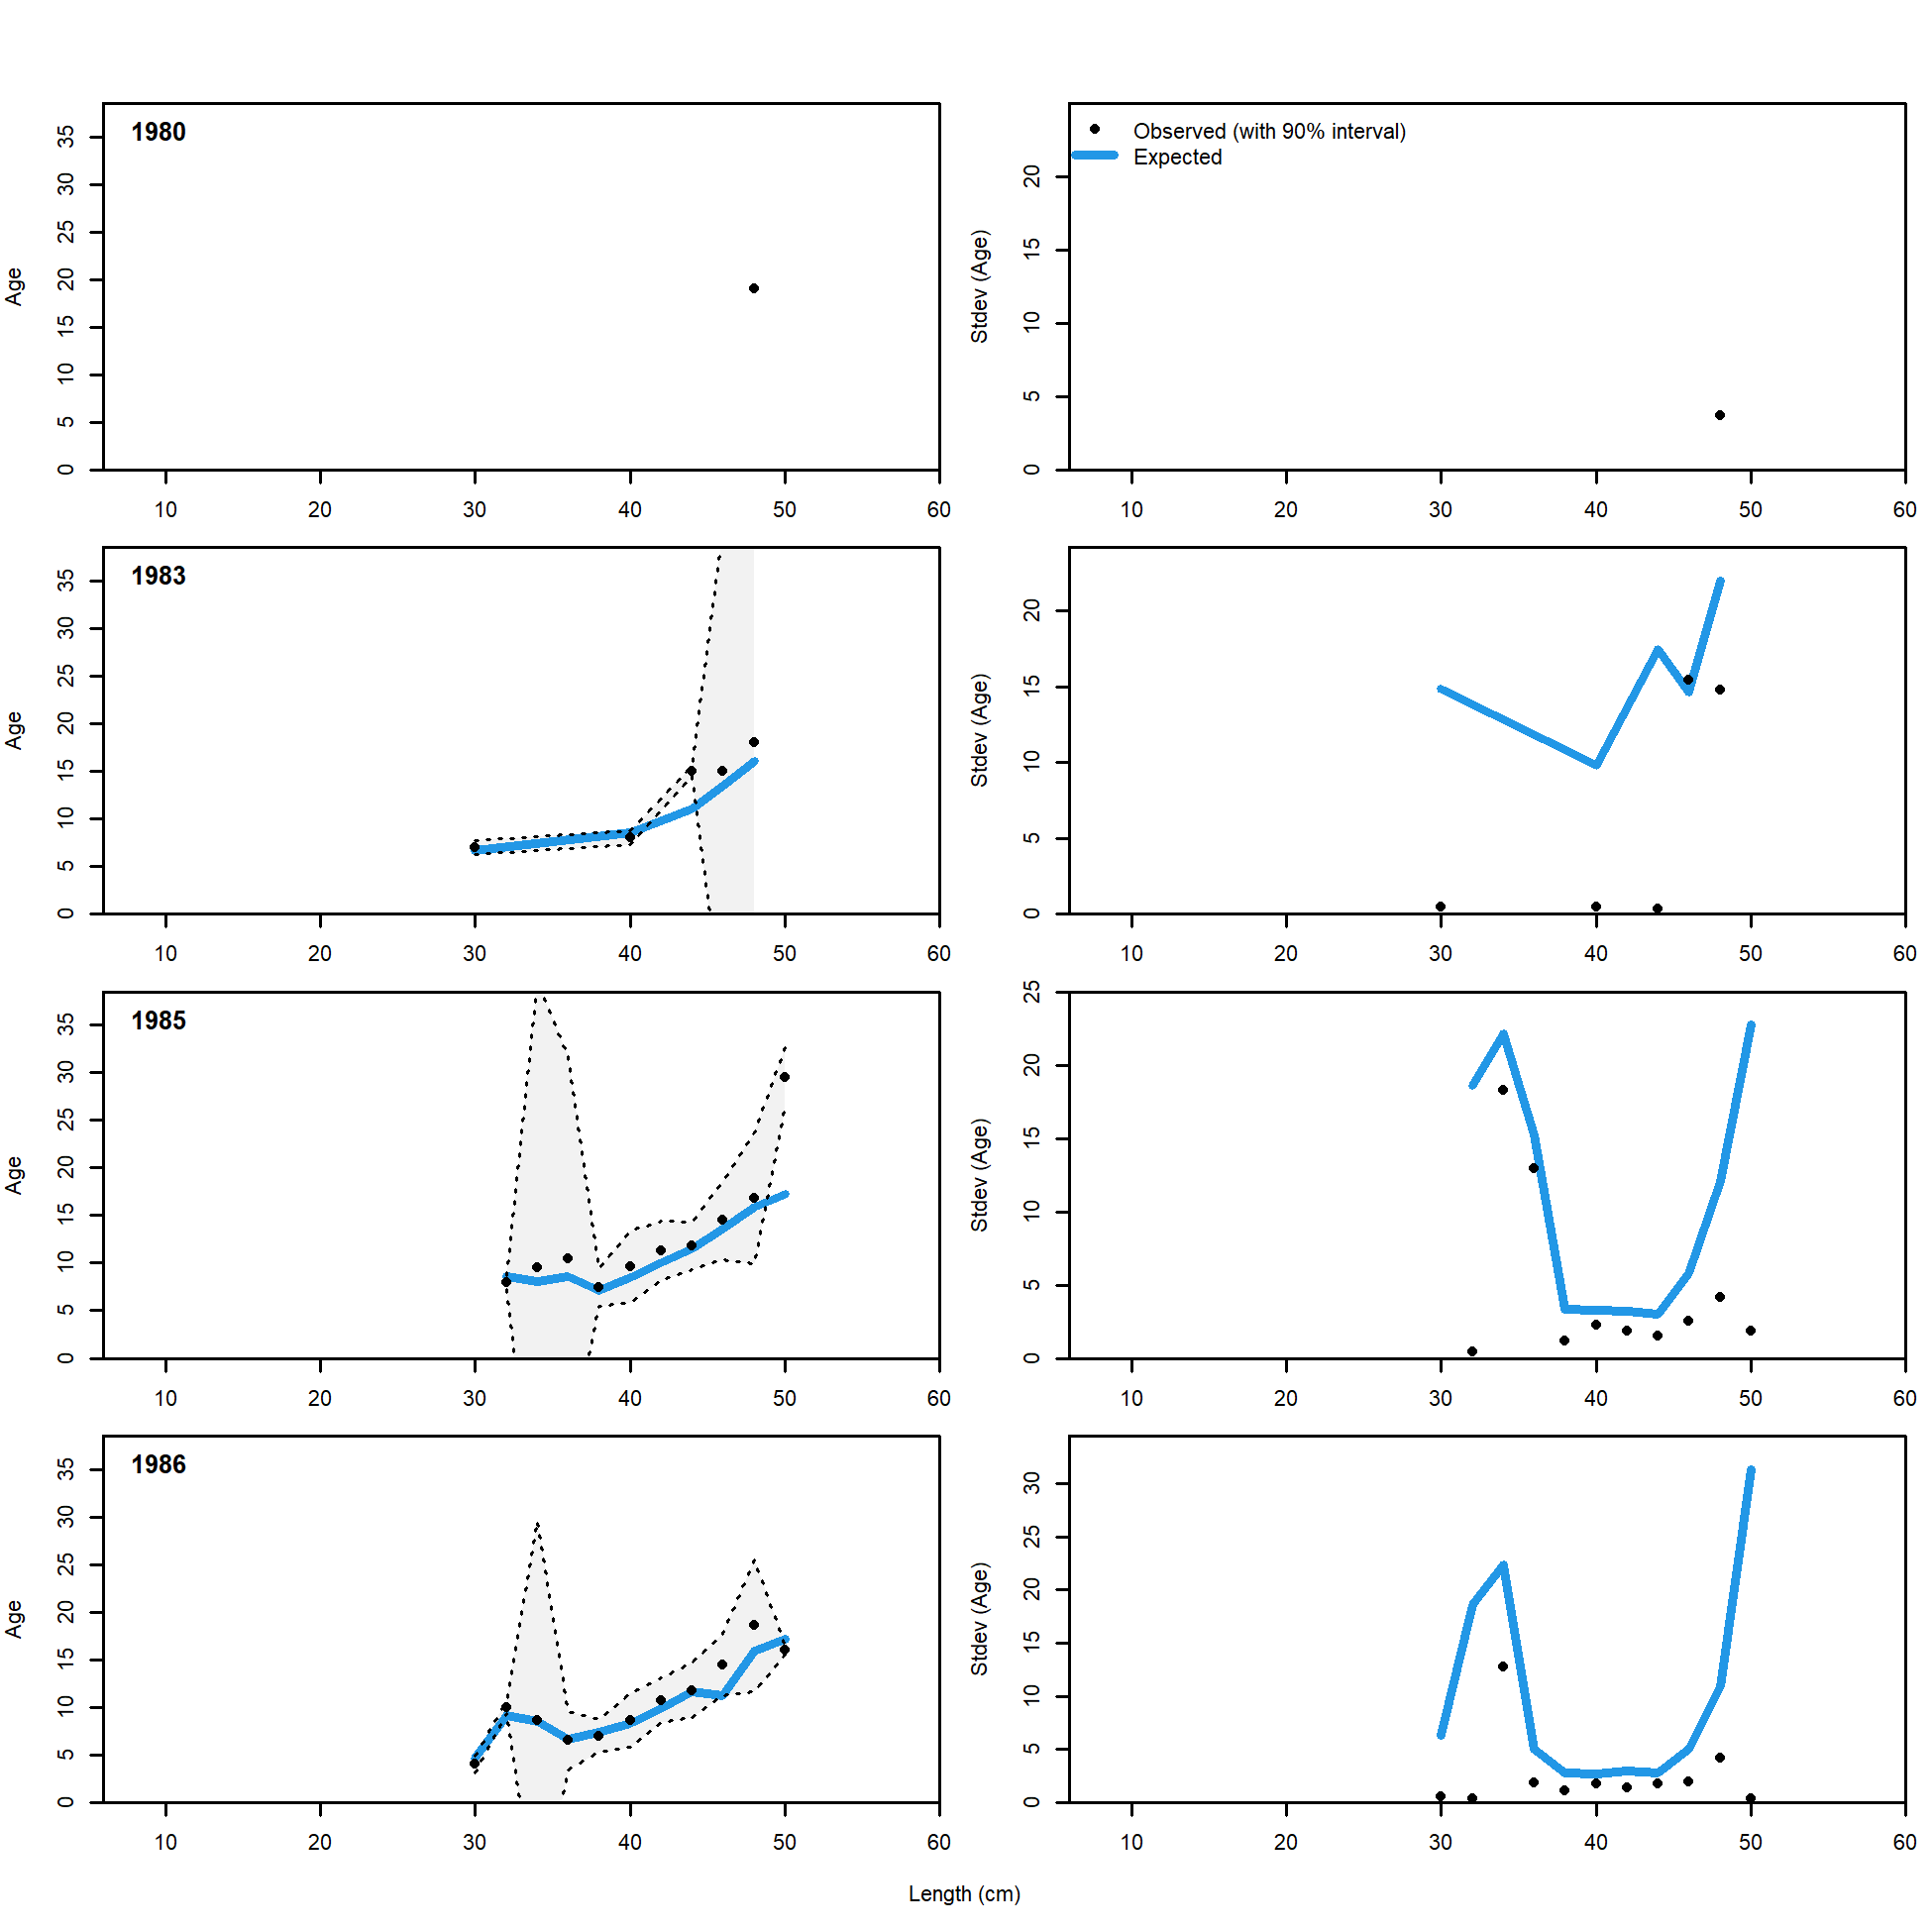 1980
Age
0 5 10 15 20 25 30 35
10 20 30 40 50 60
Observed (with 90% interval)
Expected
Stdev (Age)
0 5 10 15 20
10 20 30 40 50 60
1983
Age
0 5 10 15 20 25 30 35
10 20 30 40 50 60
Stdev (Age)
0 5 10 15 20
10 20 30 40 50 60
1985
Age
0 5 10 15 20 25 30 35
10 20 30 40 50 60
Stdev (Age)
0 5 10 15 20 25
10 20 30 40 50 60
1986
Age
0 5 10 15 20 25 30 35
10 20 30 40 50 60
Stdev (Age)
0 5 10 15 20 25 30
10 20 30 40 50 60
Length (cm)